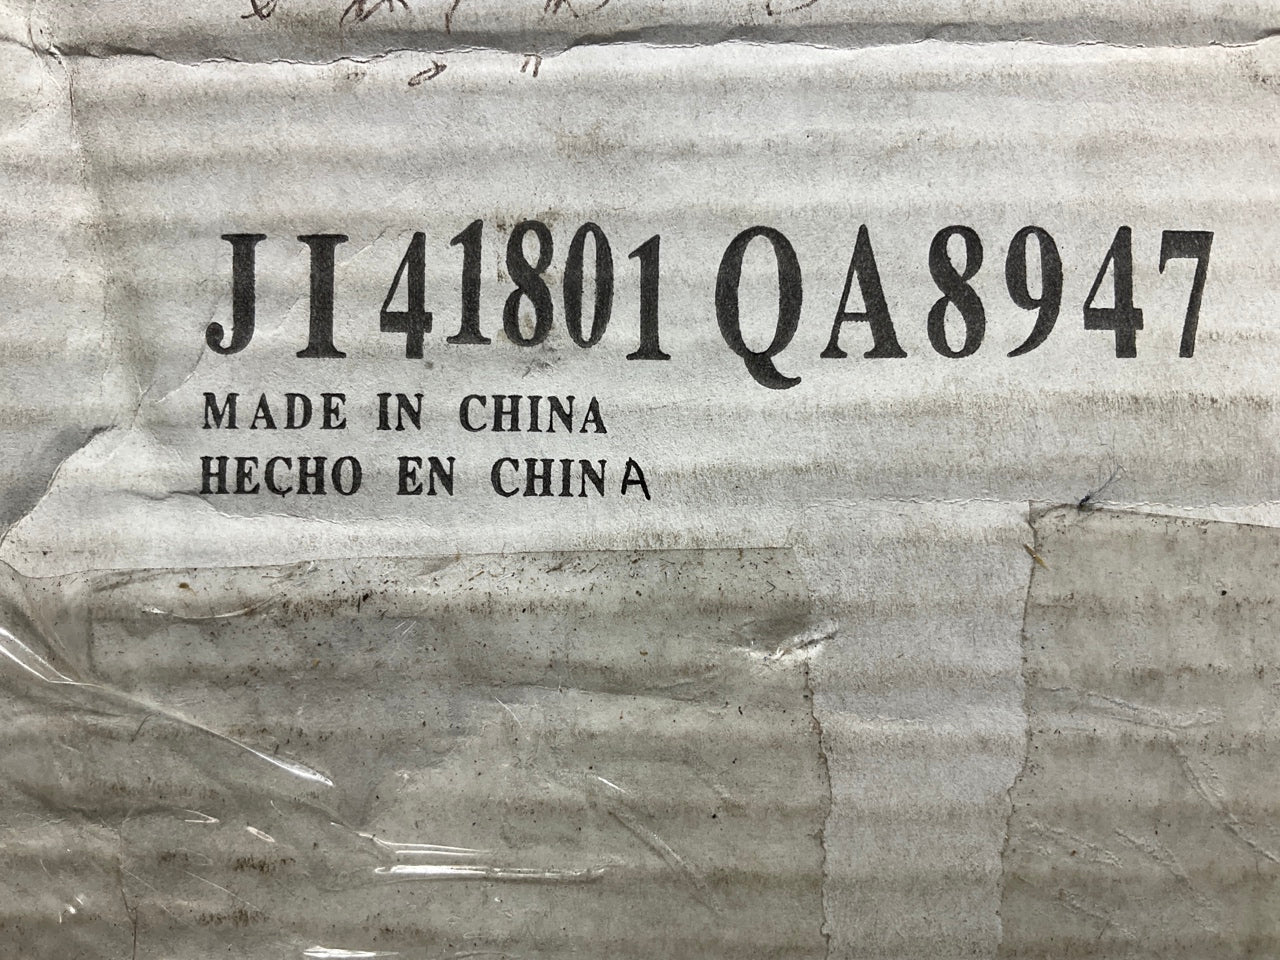 JI41801QA8947
MADE IN CHINA
HECHO EN CHINA